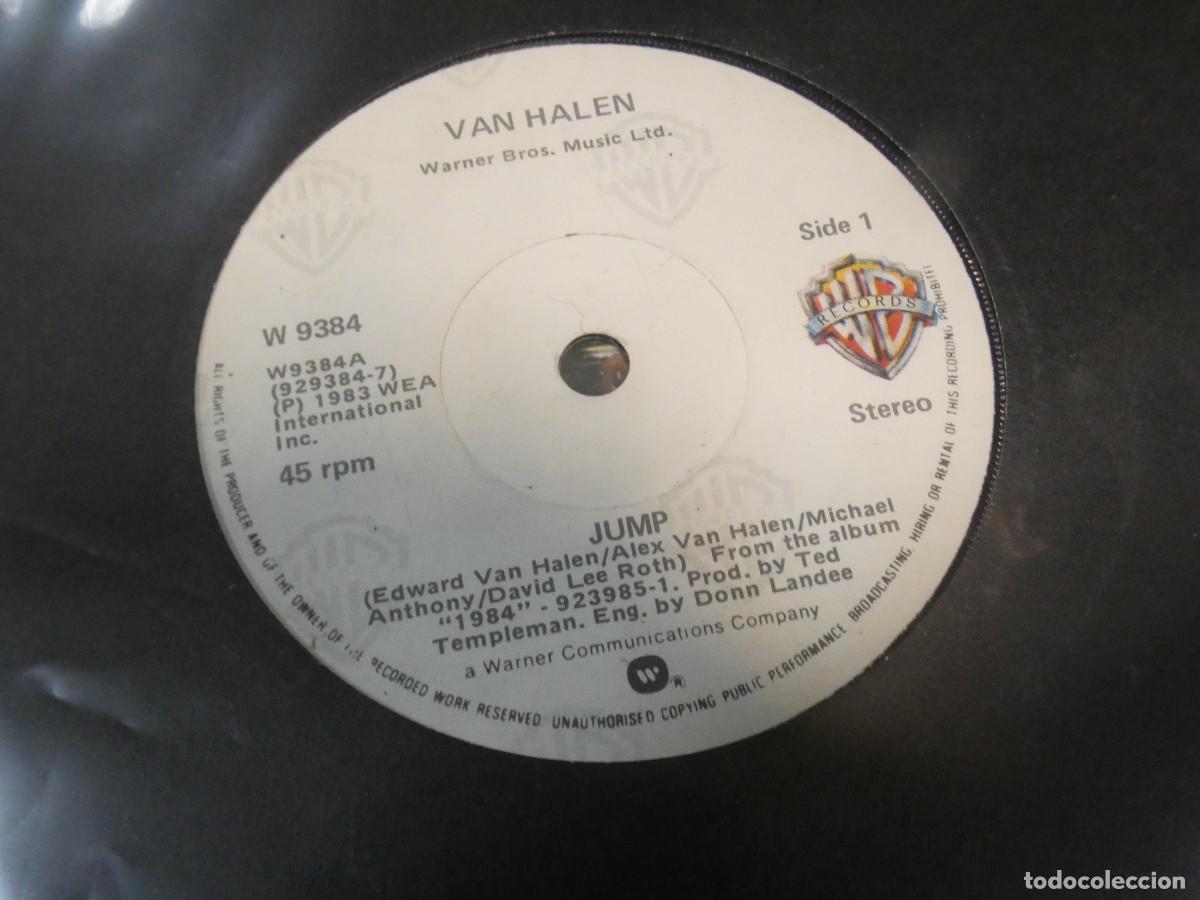 VAN HALEN
Warner Bros. Music Ltd.
Side 1
RECORDS
W 9384
W9384A
(929384-7)
(P) 1983 WEA
International
Inc.
45 rpm
Stereo
JUMP
(Edward Van Halen/Alex Van Halen/Michael
Anthony/David Lee Roth). From the album
"1984" - 923985-1. Prod. by Ted
Templeman. Eng. by Donn Landee
a Warner Communications Company
ALL RIGHTS OF THE PRODUCER AND OF THE OWNER OF THE RECORDED WORK RESERVED. UNAUTHORISED COPYING PUBLIC PERFORMANCE BROADCASTING. HIRING OR RENTAL OF THIS RECORDING PROHIBITED
todocoleccion